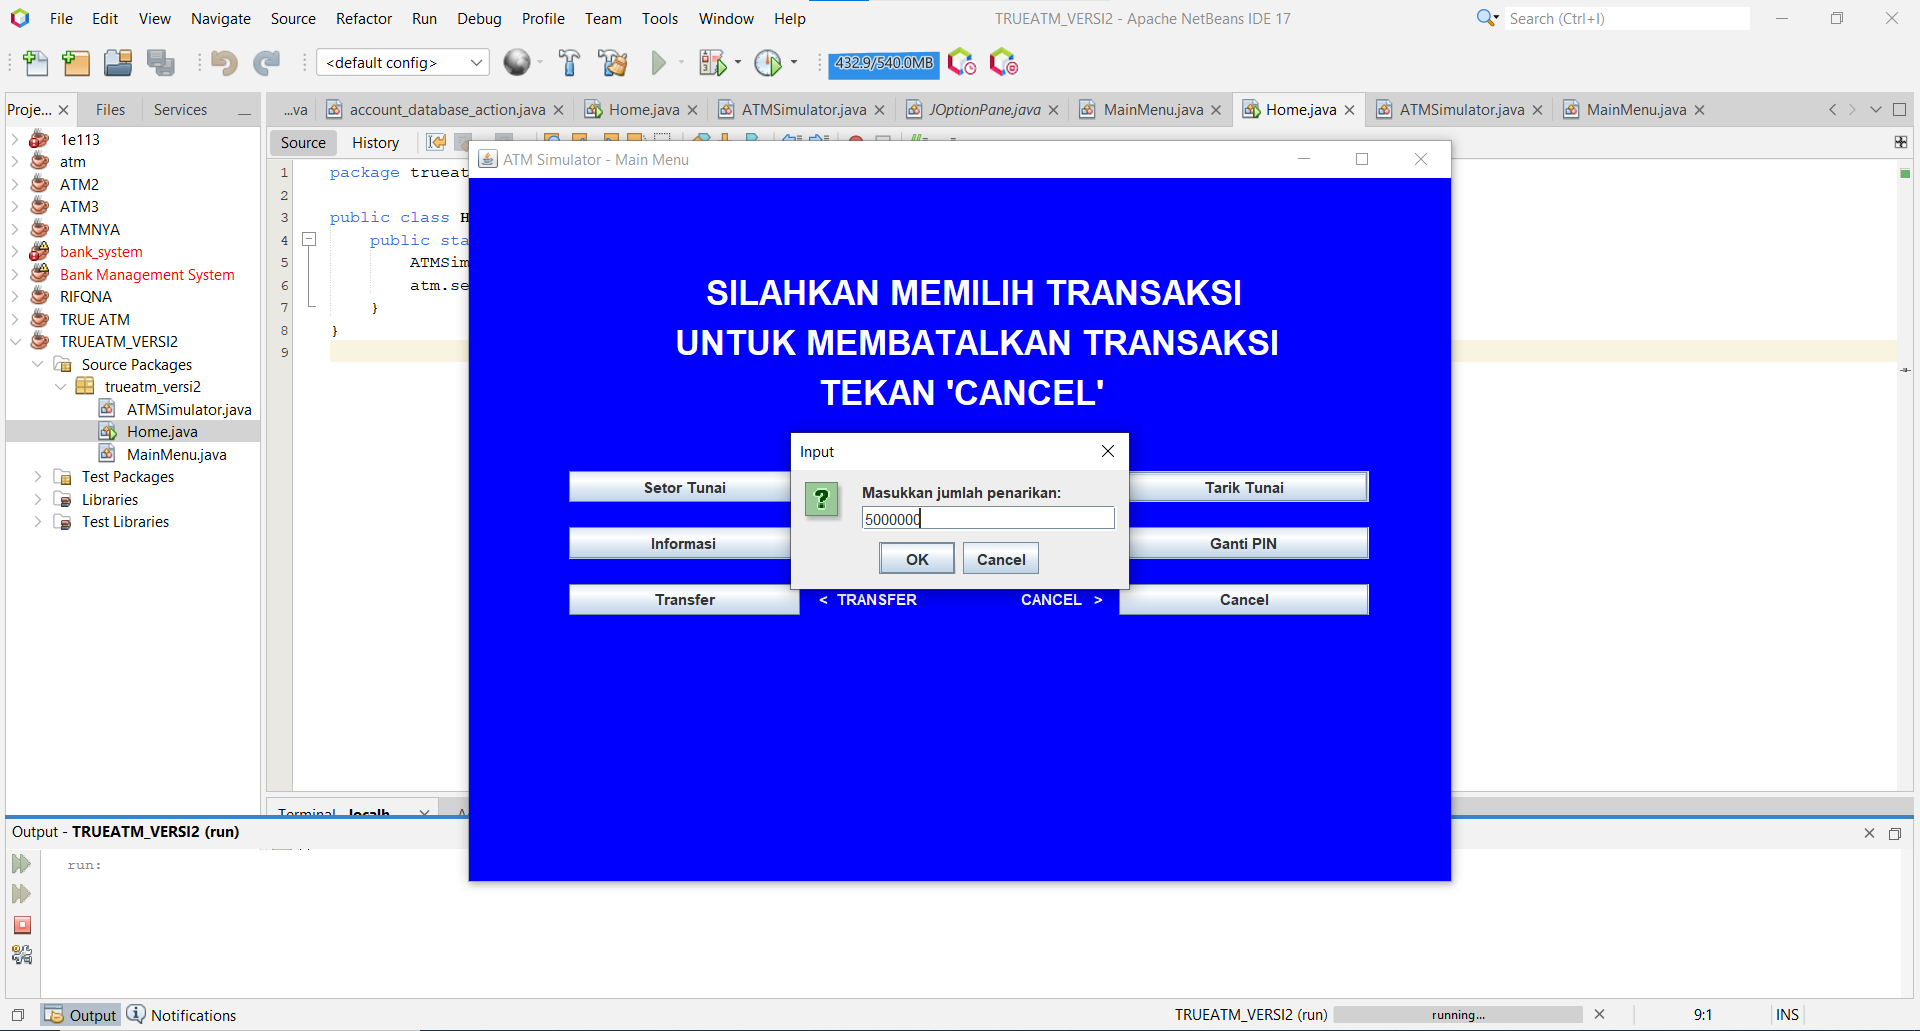 File Edit View Navigate Source Refactor Run Debug Profile Team Tools Window Help
TRUEATM_VERSI2 - Apache NetBeans IDE 17
Search (Ctrl+I)
<default config>
432.9/540.0MB
Proje... Files Services
...va account_database_action.java Home.java ATMSimulator.java JOptionPane.java MainMenu.java Home.java ATMSimulator.java MainMenu.java
Source History
1e113
atm
ATM2
ATM3
ATMNYA
bank_system
Bank Management System
RIFQNA
TRUE ATM
TRUEATM_VERSI2
Source Packages
trueatm_versi2
ATMSimulator.java
Home.java
MainMenu.java
Test Packages
Libraries
Test Libraries
1 package trueat
2
3 public class H
4 public sta
5 ATMSim
6 atm.se
7 }
8 }
9
ATM Simulator - Main Menu
SILAHKAN MEMILIH TRANSAKSI
UNTUK MEMBATALKAN TRANSAKSI
TEKAN 'CANCEL'
Setor Tunai
Tarik Tunai
Informasi
Ganti PIN
Transfer
< TRANSFER
CANCEL >
Cancel
Input
Masukkan jumlah penarikan:
5000000
OK
Cancel
Terminal - localh
Output - TRUEATM_VERSI2 (run)
run:
Output Notifications
TRUEATM_VERSI2 (run)
running...
9:1
INS